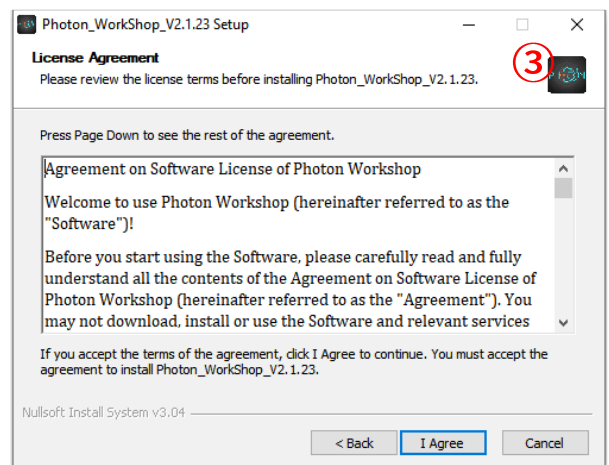 Photon_WorkShop_V2.1.23 Setup
License Agreement
Please review the license terms before installing Photon_WorkShop_V2.1.23.
③
Press Page Down to see the rest of the agreement.
Agreement on Software License of Photon Workshop
Welcome to use Photon Workshop (hereinafter referred to as the
"Software")!
Before you start using the Software, please carefully read and fully
understand all the contents of the Agreement on Software License of
Photon Workshop (hereinafter referred to as the "Agreement"). You
may not download, install or use the Software and relevant services
If you accept the terms of the agreement, click I Agree to continue. You must accept the
agreement to install Photon_WorkShop_V2.1.23.
Nullsoft Install System v3.04
< Back I Agree Cancel